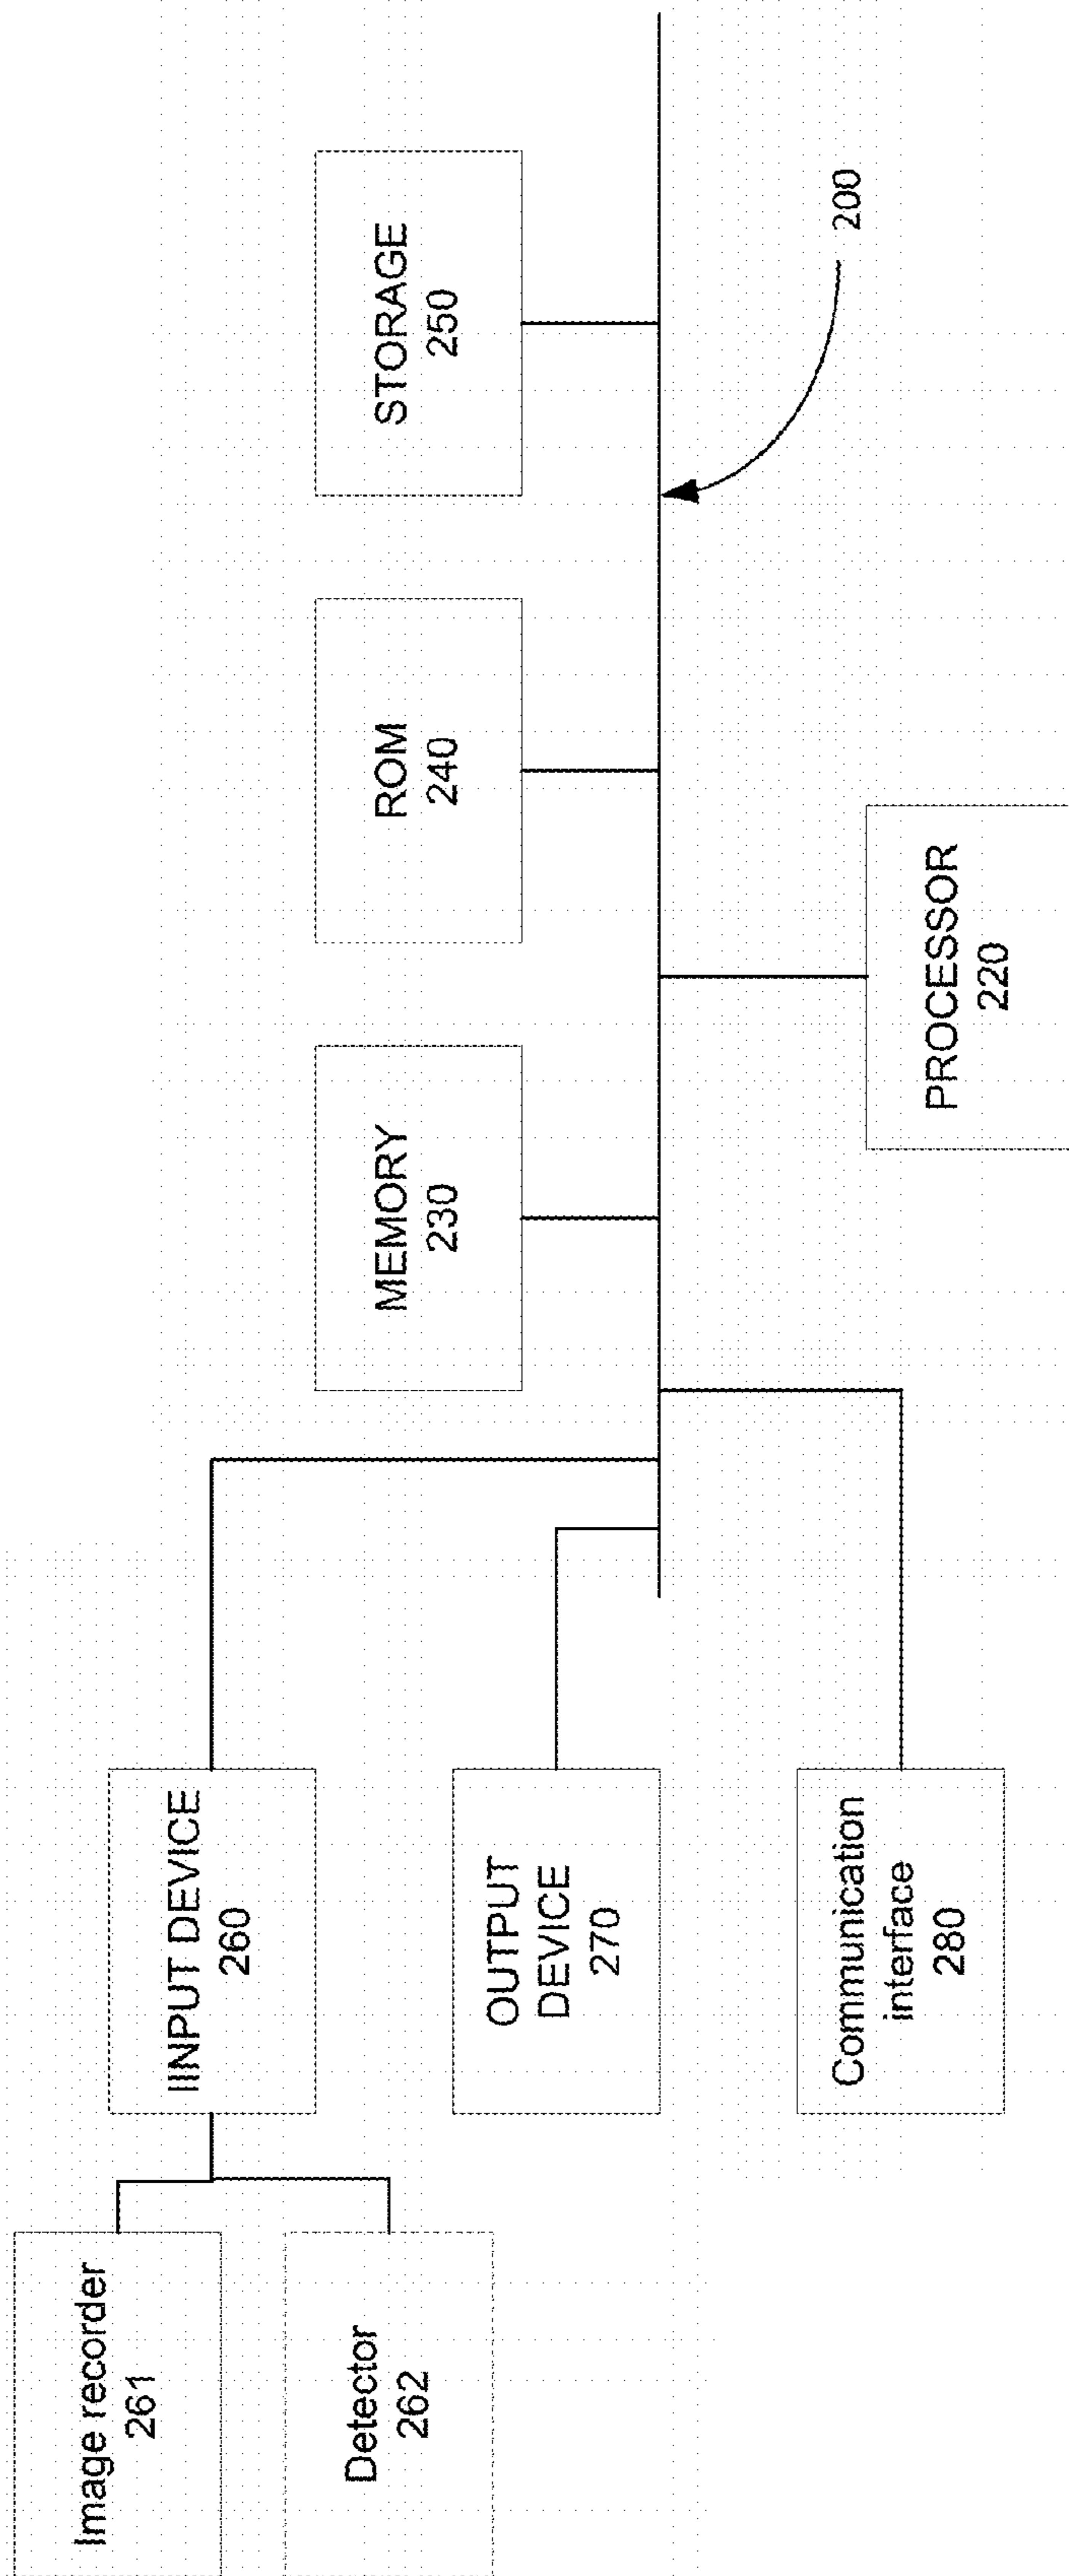 Image recorder
261
Detector
262
IINPUT DEVICE
260
OUTPUT
DEVICE
270
Communication
interface
280
MEMORY
230
ROM
240
STORAGE
250
PROCESSOR
220
200